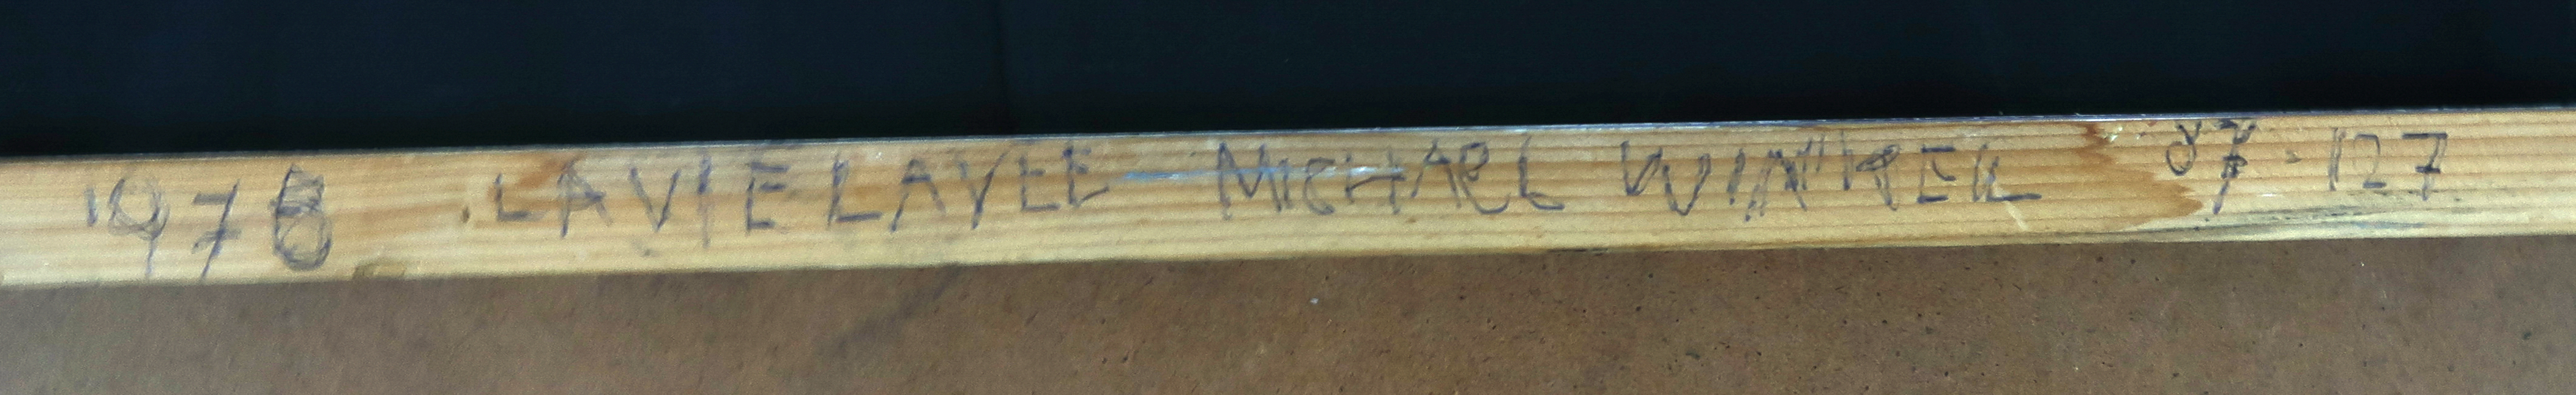 1978 LAVIE LAVEE - MICHAEL WINKEL 87-127